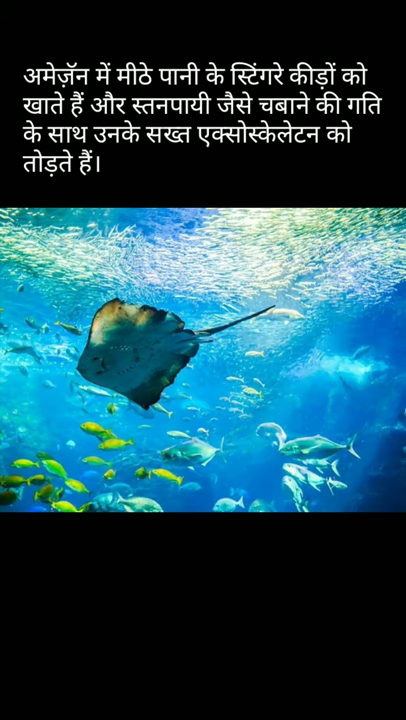 अमेज़ॅन में मीठे पानी के स्टिंगरे कीड़ों को
खाते हैं और स्तनपायी जैसे चबाने की गति
के साथ उनके सख्त एक्सोस्केलेटन को
तोड़ते हैं।